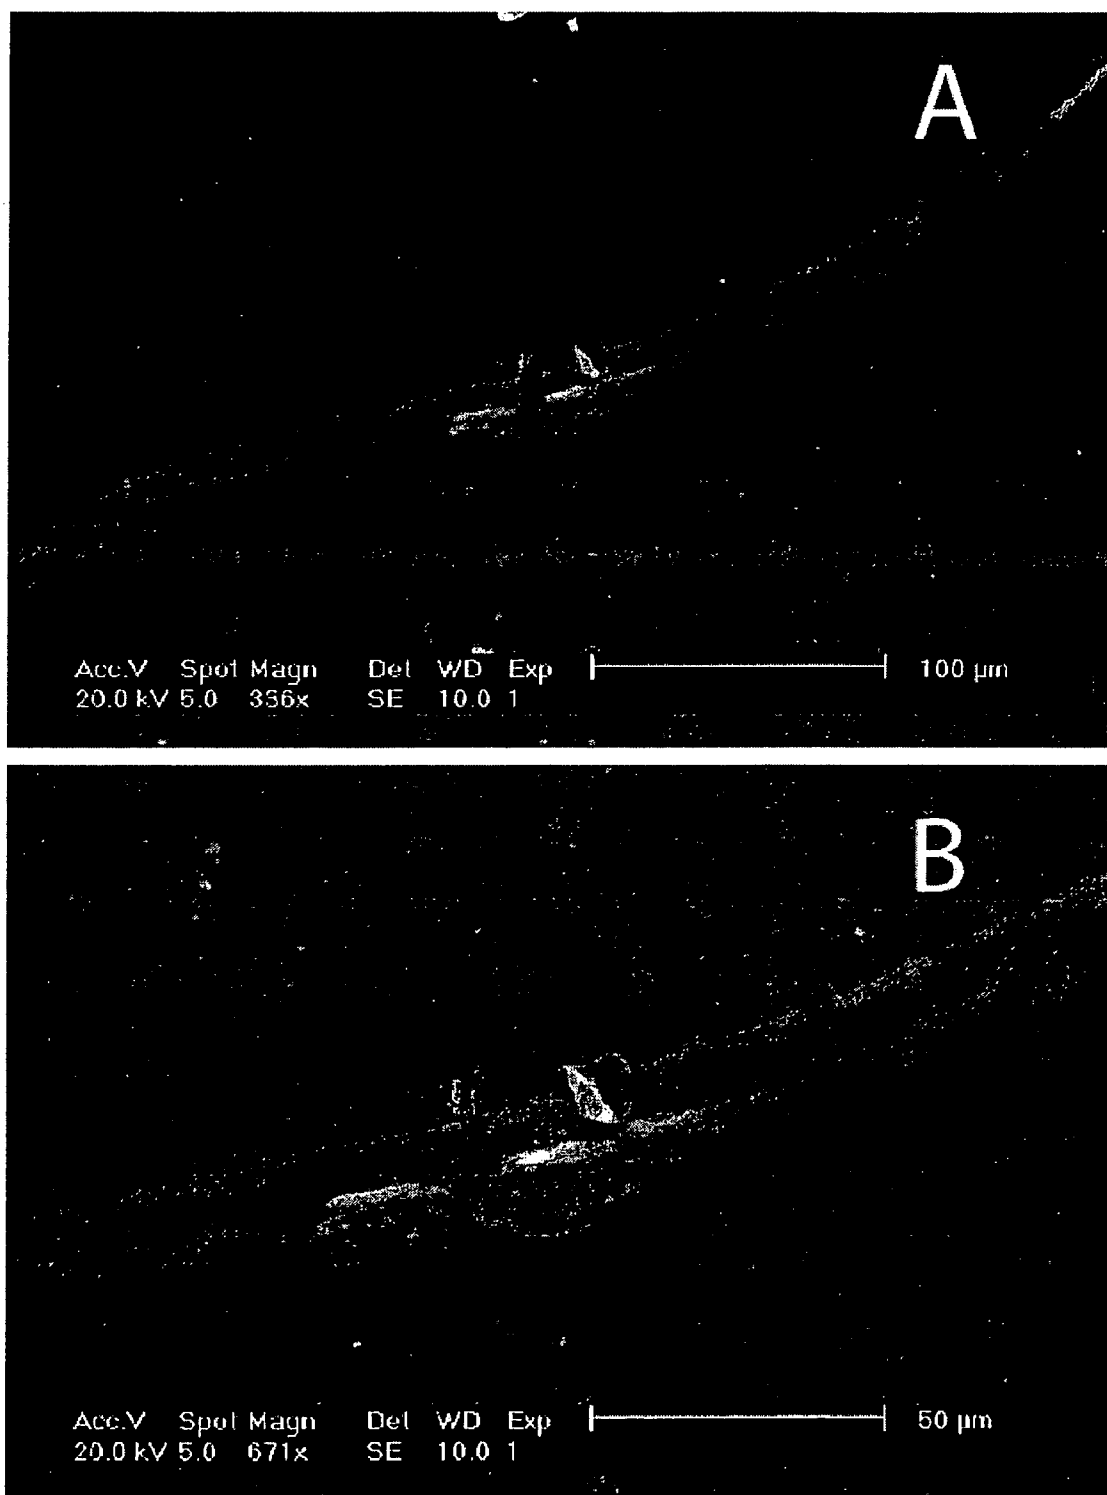 A
Acc.V Spot Magn Det WD Exp
20.0 kV 5.0 336x SE 10.0 1
100 µm
B
Acc.V Spot Magn Det WD Exp
20.0 kV 5.0 671x SE 10.0 1
50 µm